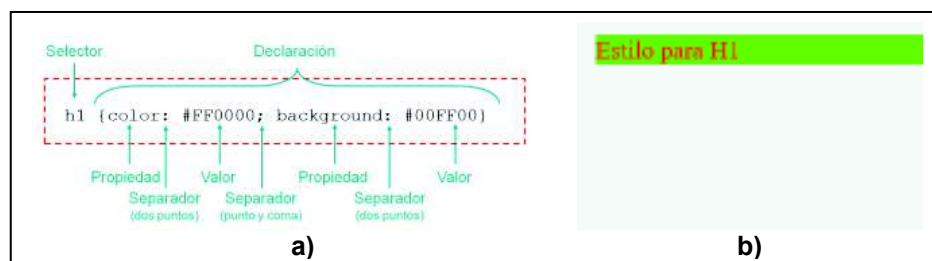 Selector
Declaración
h1 {color: #FF0000; background: #00FF00}
Propiedad Valor Propiedad Valor
Separador Separador Separador
(dos puntos) (punto y coma) (dos puntos)
a)
Estilo para H1
b)